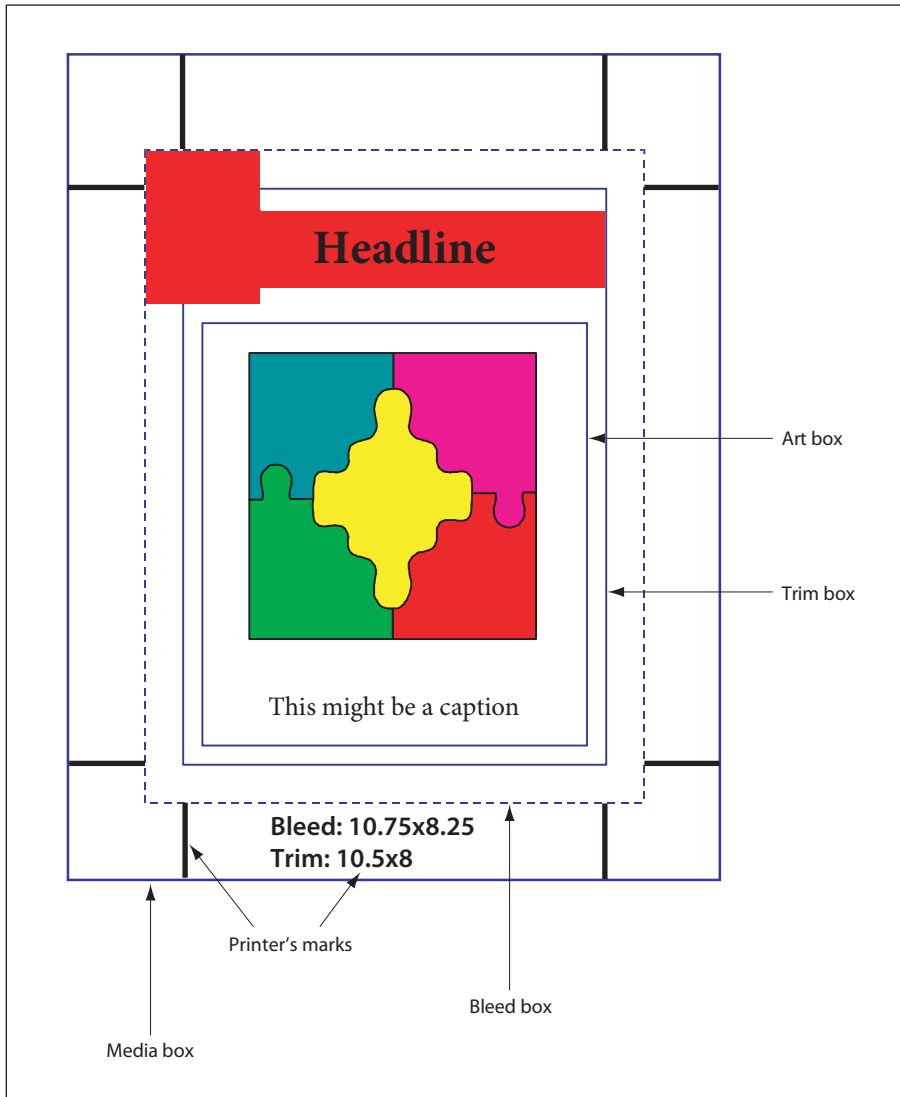 Headline
Art box
Trim box
This might be a caption
Bleed: 10.75x8.25
Trim: 10.5x8
Printer’s marks
Bleed box
Media box